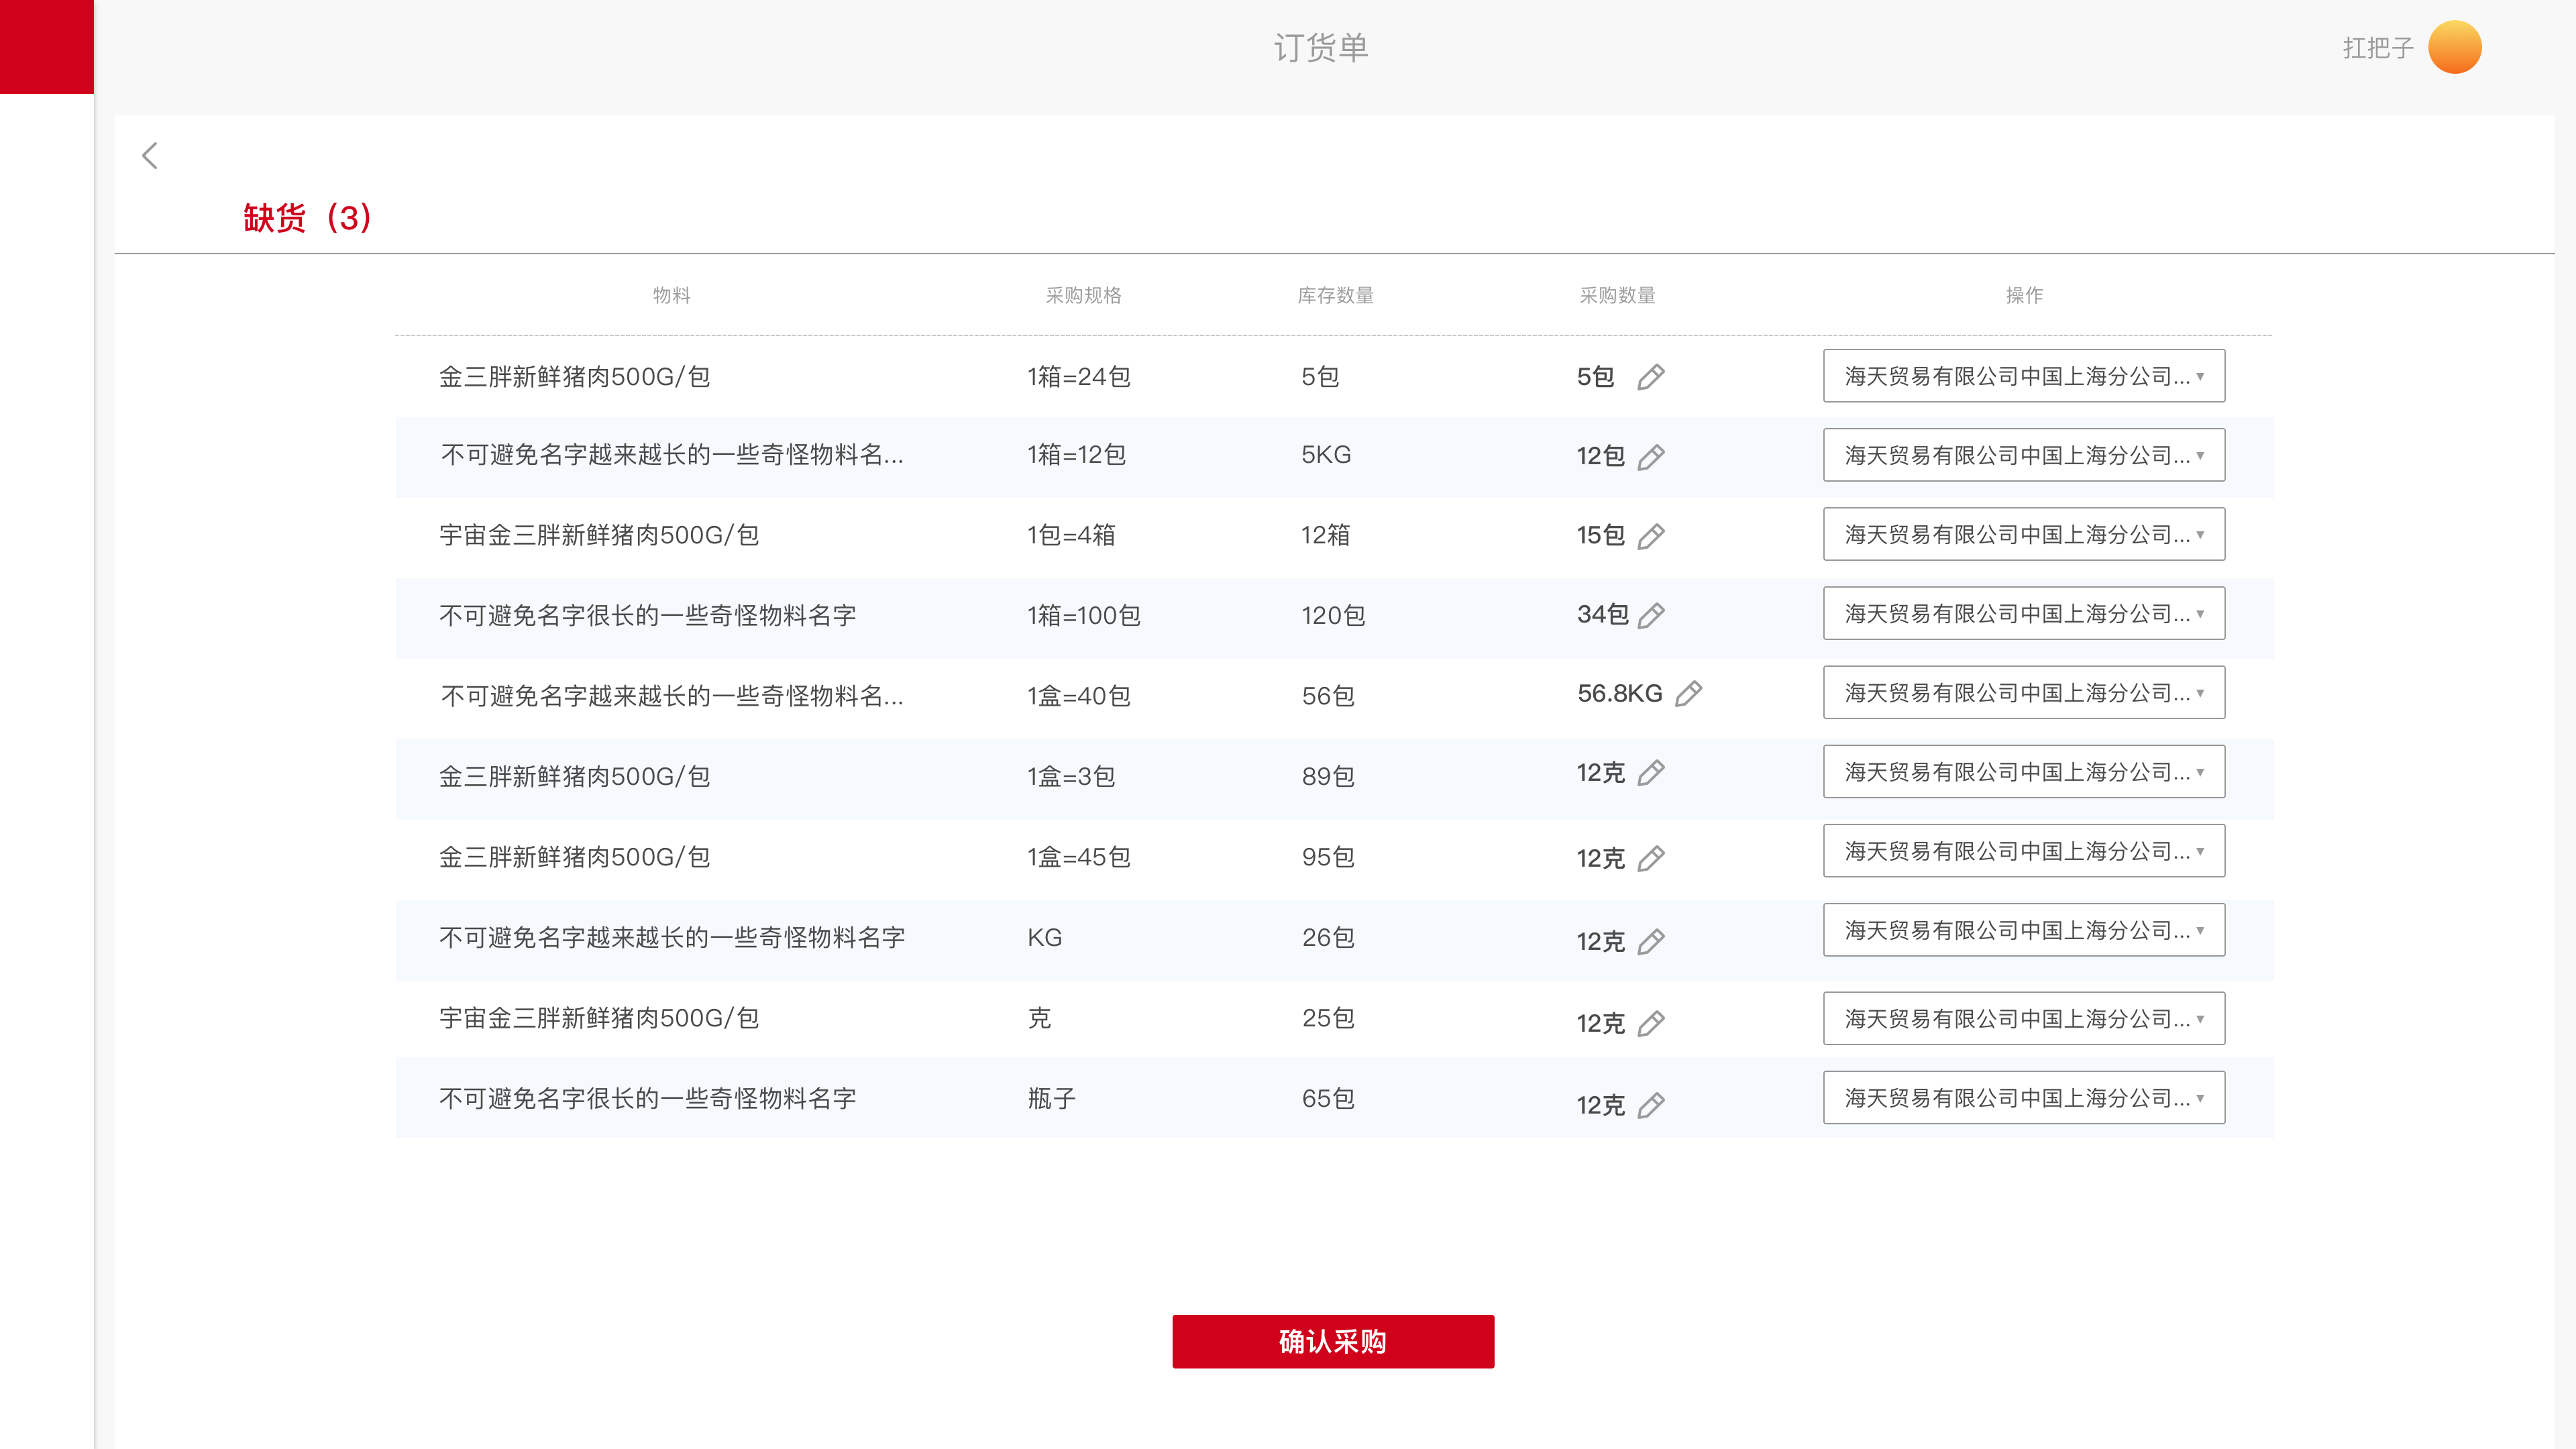 订货单
扛把子
缺货（3）
物料 采购规格 库存数量 采购数量 操作
金三胖新鲜猪肉500G/包 1箱=24包 5包 5包 海天贸易有限公司中国上海分公司...
不可避免名字越来越长的一些奇怪物料名... 1箱=12包 5KG 12包 海天贸易有限公司中国上海分公司...
宇宙金三胖新鲜猪肉500G/包 1包=4箱 12箱 15包 海天贸易有限公司中国上海分公司...
不可避免名字很长的一些奇怪物料名字 1箱=100包 120包 34包 海天贸易有限公司中国上海分公司...
不可避免名字越来越长的一些奇怪物料名... 1盒=40包 56包 56.8KG 海天贸易有限公司中国上海分公司...
金三胖新鲜猪肉500G/包 1盒=3包 89包 12克 海天贸易有限公司中国上海分公司...
金三胖新鲜猪肉500G/包 1盒=45包 95包 12克 海天贸易有限公司中国上海分公司...
不可避免名字越来越长的一些奇怪物料名字 KG 26包 12克 海天贸易有限公司中国上海分公司...
宇宙金三胖新鲜猪肉500G/包 克 25包 12克 海天贸易有限公司中国上海分公司...
不可避免名字很长的一些奇怪物料名字 瓶子 65包 12克 海天贸易有限公司中国上海分公司...
确认采购